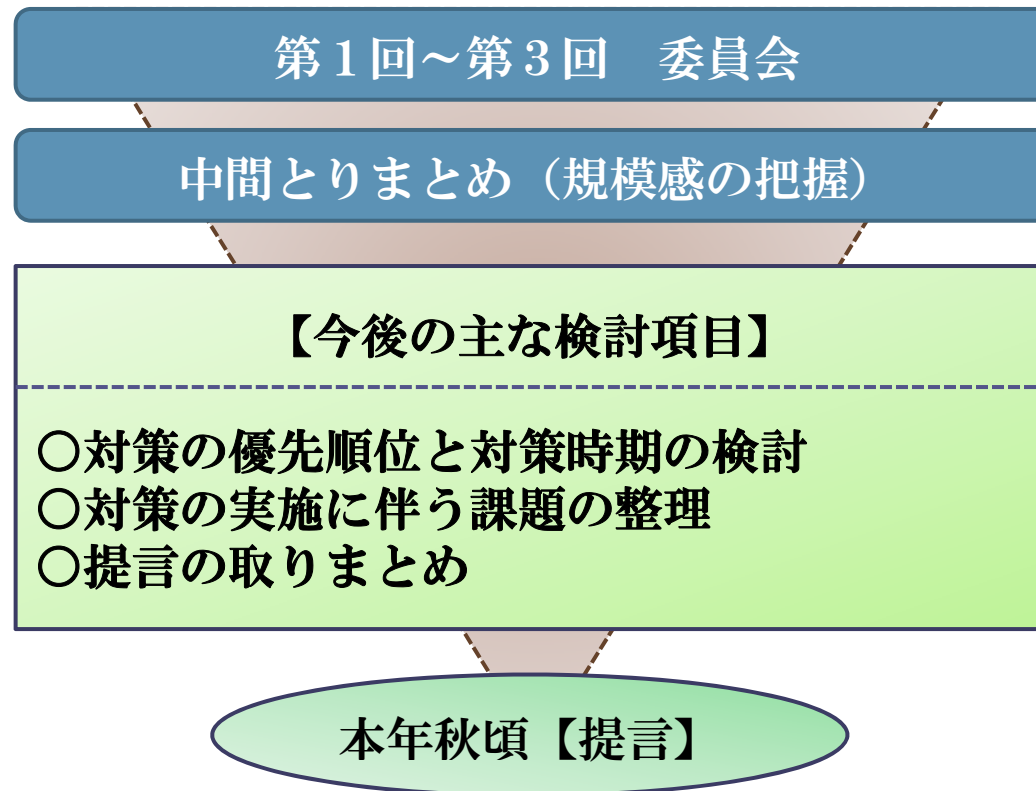 第１回～第３回　委員会
中間とりまとめ（規模感の把握）
【今後の主な検討項目】
○対策の優先順位と対策時期の検討
○対策の実施に伴う課題の整理
○提言の取りまとめ
本年秋頃【提言】